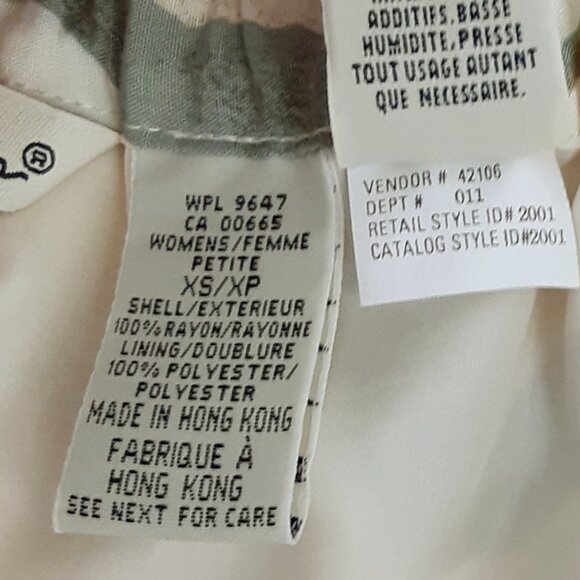 ADDITIFS. BASSE
HUMIDITE, PRESSE
TOUT USAGE AUTANT
QUE NECESSAIRE.
®
WPL 9647
CA 00665
WOMENS/FEMME
PETITE
XS/XP
SHELL/EXTERIEUR
100% RAYON/RAYONNE
LINING/DOUBLURE
100% POLYESTER/
POLYESTER
MADE IN HONG KONG
FABRIQUE À
HONG KONG
SEE NEXT FOR CARE
VENDOR # 42106
DEPT # 011
RETAIL STYLE ID# 2001
CATALOG STYLE ID#2001